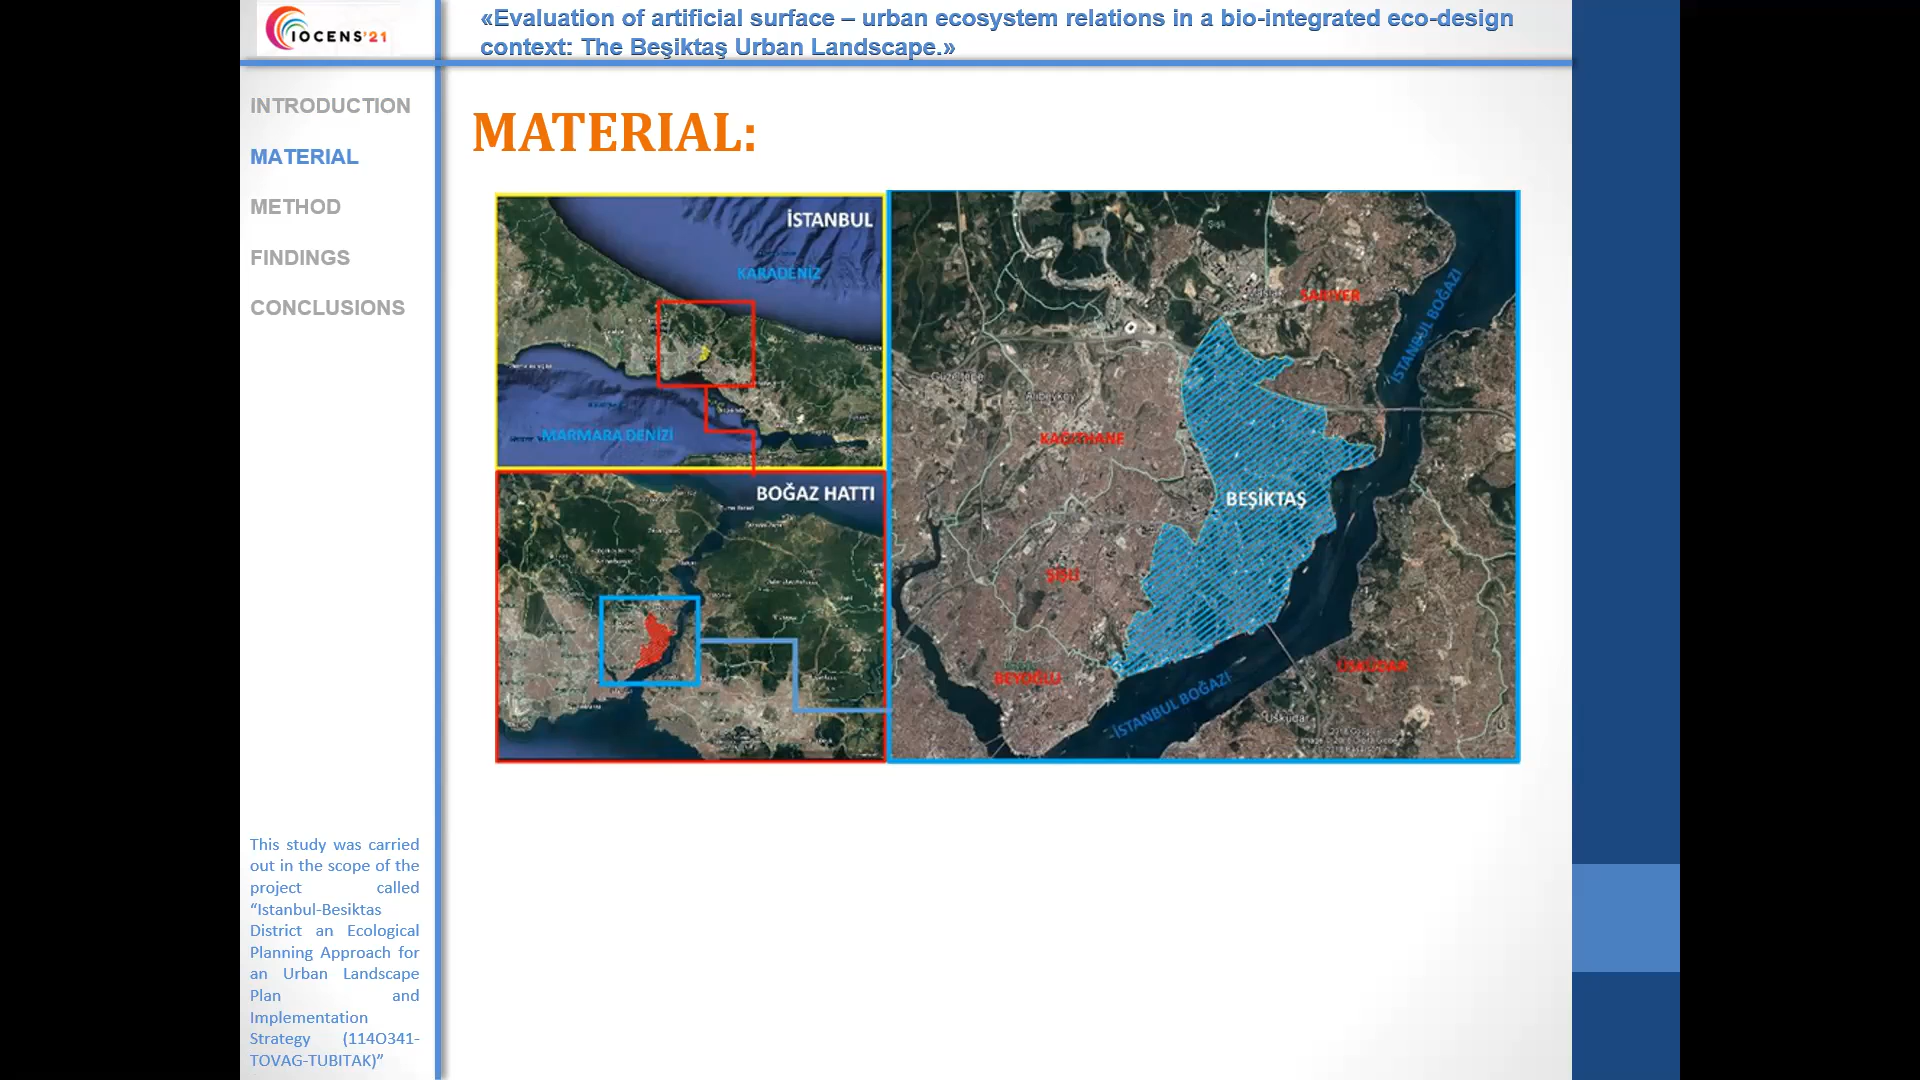 IOCENS'21
«Evaluation of artificial surface – urban ecosystem relations in a bio-integrated eco-design
context: The Beşiktaş Urban Landscape.»
INTRODUCTION
MATERIAL
METHOD
FINDINGS
CONCLUSIONS
MATERIAL:
İSTANBUL
KARADENİZ
MARMARA DENİZİ
BOĞAZ HATTI
Şişli
SARIYER
İSTANBUL BOĞAZI
Güzeltepe
Alibeyköy
KAĞITHANE
BEŞİKTAŞ
ŞİŞLİ
BEYOĞLU
ÜSKÜDAR
İSTANBUL BOĞAZI
Üsküdar
This study was carried
out in the scope of the
project called
“Istanbul-Besiktas
District an Ecological
Planning Approach for
an Urban Landscape
Plan and
Implementation
Strategy (114O341-
TOVAG-TUBITAK)”